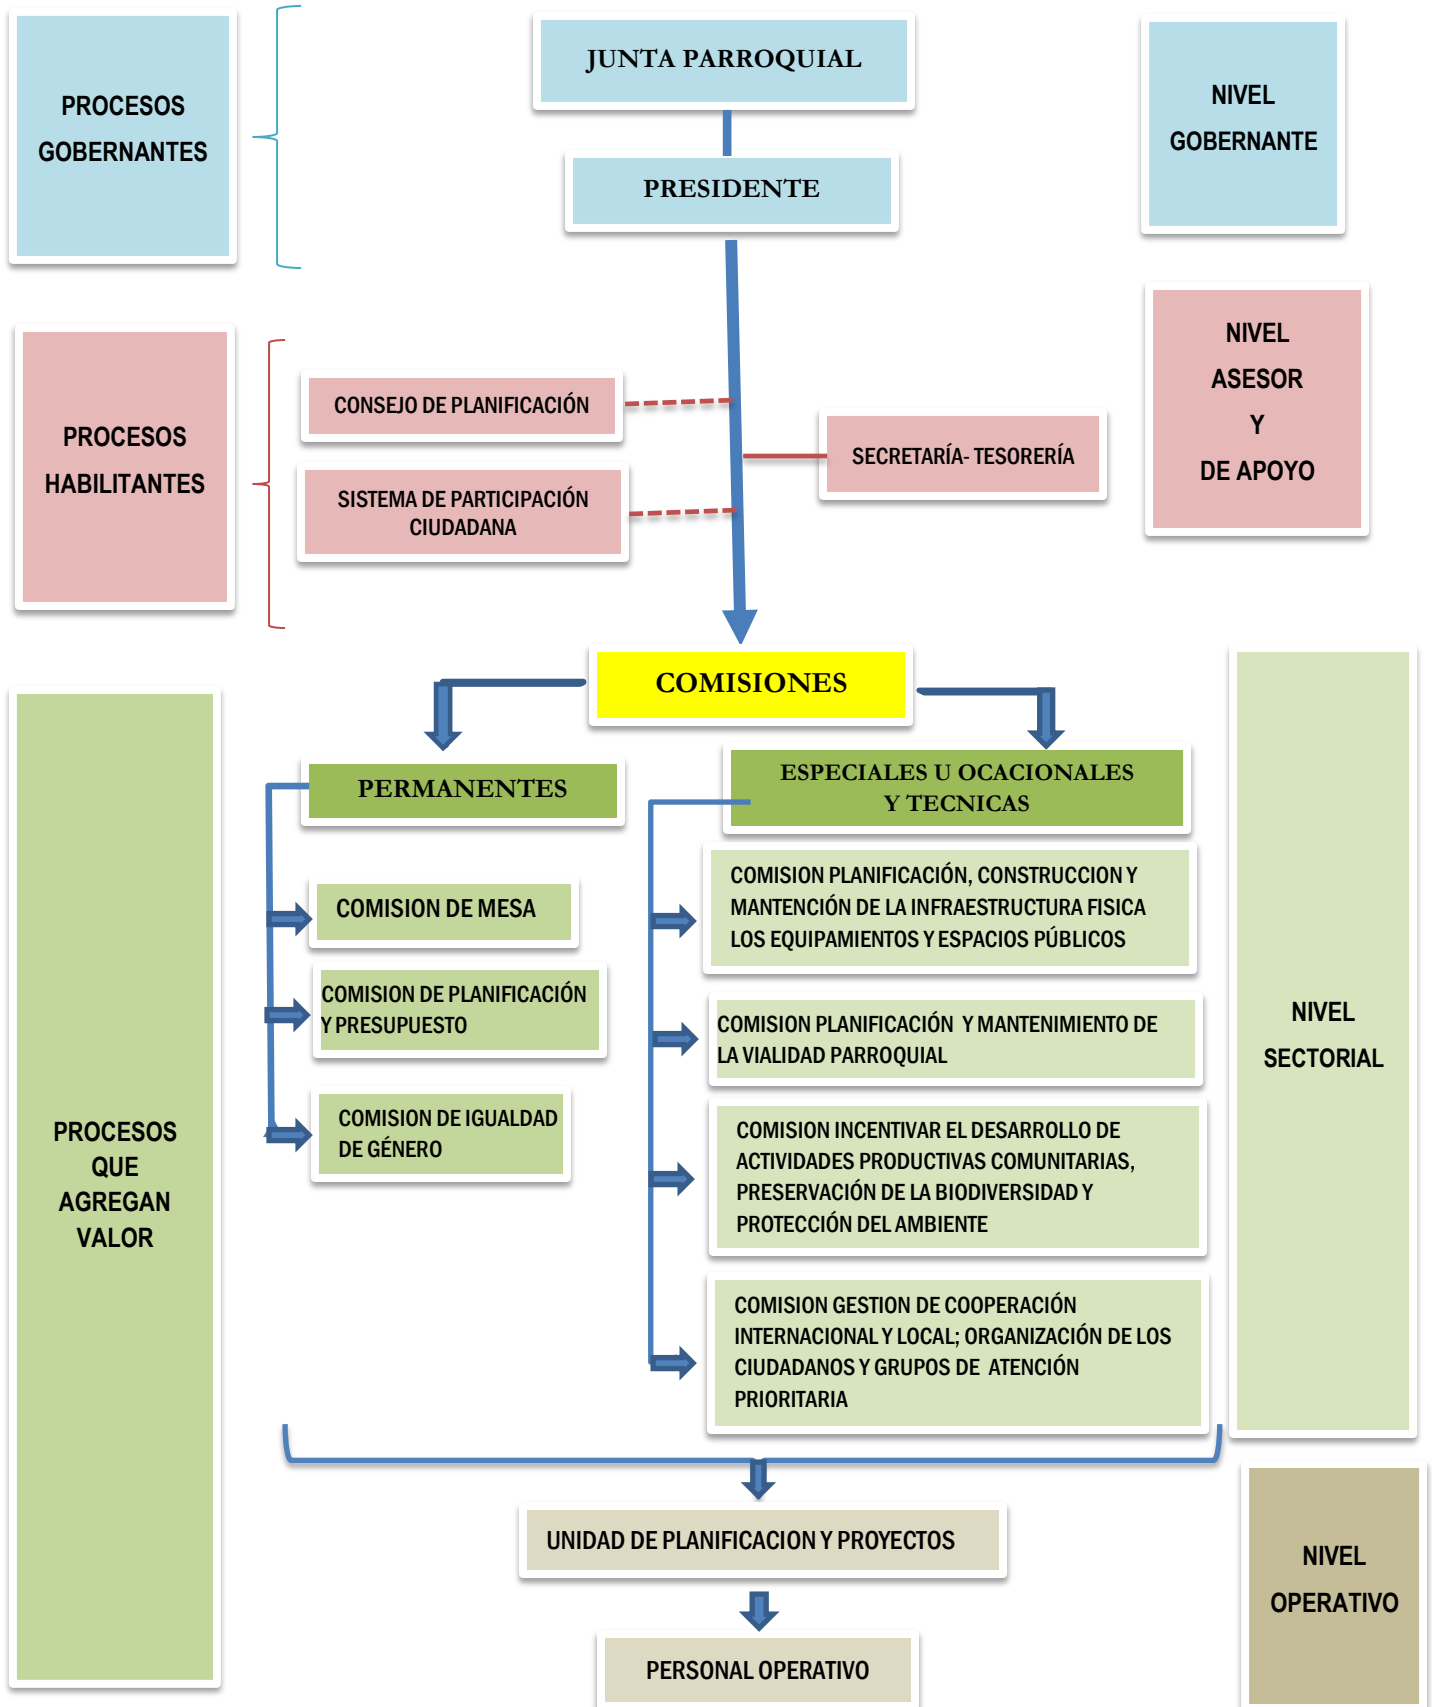 PROCESOS
GOBERNANTES
JUNTA PARROQUIAL
PRESIDENTE
NIVEL
GOBERNANTE
PROCESOS
HABILITANTES
CONSEJO DE PLANIFICACIÓN
SISTEMA DE PARTICIPACIÓN
CIUDADANA
SECRETARÍA- TESORERÍA
NIVEL
ASESOR
Y
DE APOYO
COMISIONES
PROCESOS
QUE
AGREGAN
VALOR
PERMANENTES
COMISION DE MESA
COMISION DE PLANIFICACIÓN
Y PRESUPUESTO
COMISION DE IGUALDAD
DE GÉNERO
ESPECIALES U OCACIONALES
Y TECNICAS
COMISION PLANIFICACIÓN, CONSTRUCCION Y
MANTENCIÓN DE LA INFRAESTRUCTURA FISICA
LOS EQUIPAMIENTOS Y ESPACIOS PÚBLICOS
COMISION PLANIFICACIÓN Y MANTENIMIENTO DE
LA VIALIDAD PARROQUIAL
COMISION INCENTIVAR EL DESARROLLO DE
ACTIVIDADES PRODUCTIVAS COMUNITARIAS,
PRESERVACIÓN DE LA BIODIVERSIDAD Y
PROTECCIÓN DEL AMBIENTE
COMISION GESTION DE COOPERACIÓN
INTERNACIONAL Y LOCAL; ORGANIZACIÓN DE LOS
CIUDADANOS Y GRUPOS DE ATENCIÓN
PRIORITARIA
NIVEL
SECTORIAL
UNIDAD DE PLANIFICACION Y PROYECTOS
PERSONAL OPERATIVO
NIVEL
OPERATIVO